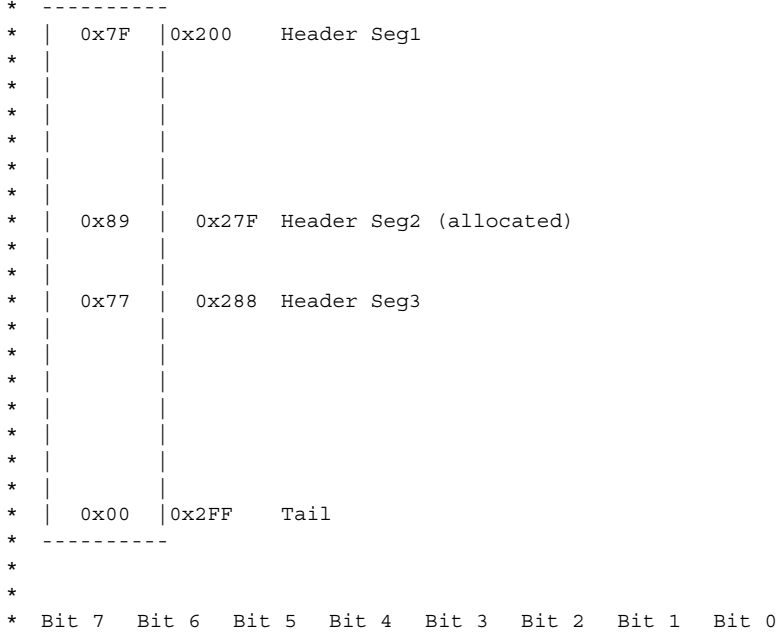 * ----------
* | 0x7F |0x200 Header Seg1
* | |
* | |
* | |
* | |
* | |
* | |
* | 0x89 | 0x27F Header Seg2 (allocated)
* | |
* | |
* | 0x77 | 0x288 Header Seg3
* | |
* | |
* | |
* | |
* | |
* | |
* | |
* | 0x00 |0x2FF Tail
* ----------
*
*
* Bit 7 Bit 6 Bit 5 Bit 4 Bit 3 Bit 2 Bit 1 Bit 0